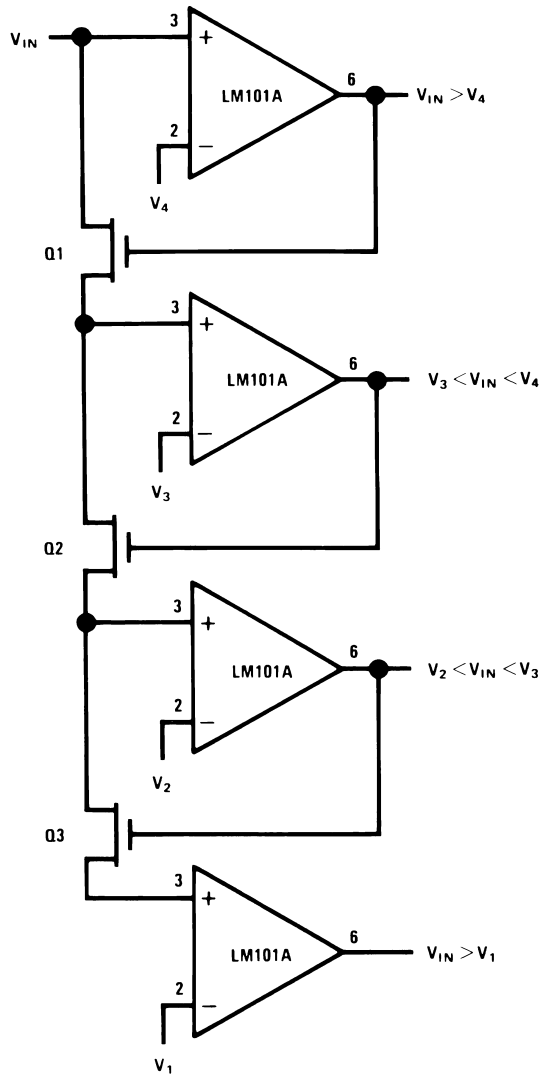 V_IN
3
+
LM101A
6
V_IN > V_4
2
−
V_4
Q1
3
+
LM101A
6
V_3 < V_IN < V_4
2
−
V_3
Q2
3
+
LM101A
6
V_2 < V_IN < V_3
2
−
V_2
Q3
3
+
LM101A
6
V_IN > V_1
2
−
V_1